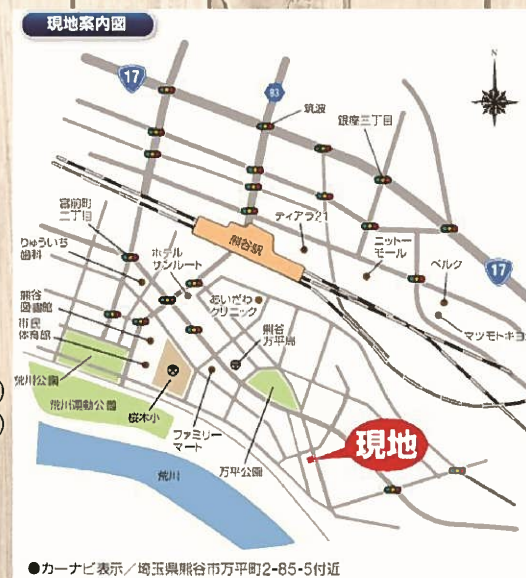 現地案内図
N
17
83
筑波
銀座三丁目
宮前町
二丁目
ティアラ21
熊谷駅
りゅういち
歯科
ホテル
サンルート
ニットー
モール
ベルク
17
熊谷
図書館
あいざわ
クリニック
マツモトキヨシ
市民
体育館
熊谷
万平局
荒川公園
荒川運動公園
桜木小
ファミリー
マート
万平公園
現地
荒川
●カーナビ表示／埼玉県熊谷市万平町2-85-5付近